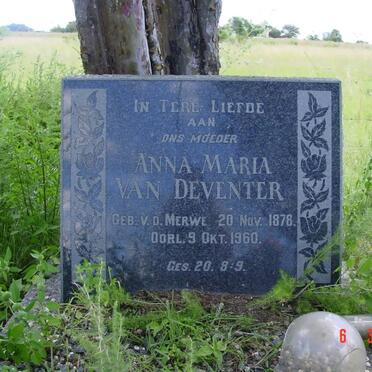 IN TERE LIEFDE
AAN
ONS MOEDER
ANNA MARIA
VAN DEVENTER
GEB. V.D. MERWE 20 NOV. 1878.
OORL. 9 OKT. 1960.
GES. 20. 8-9.
6